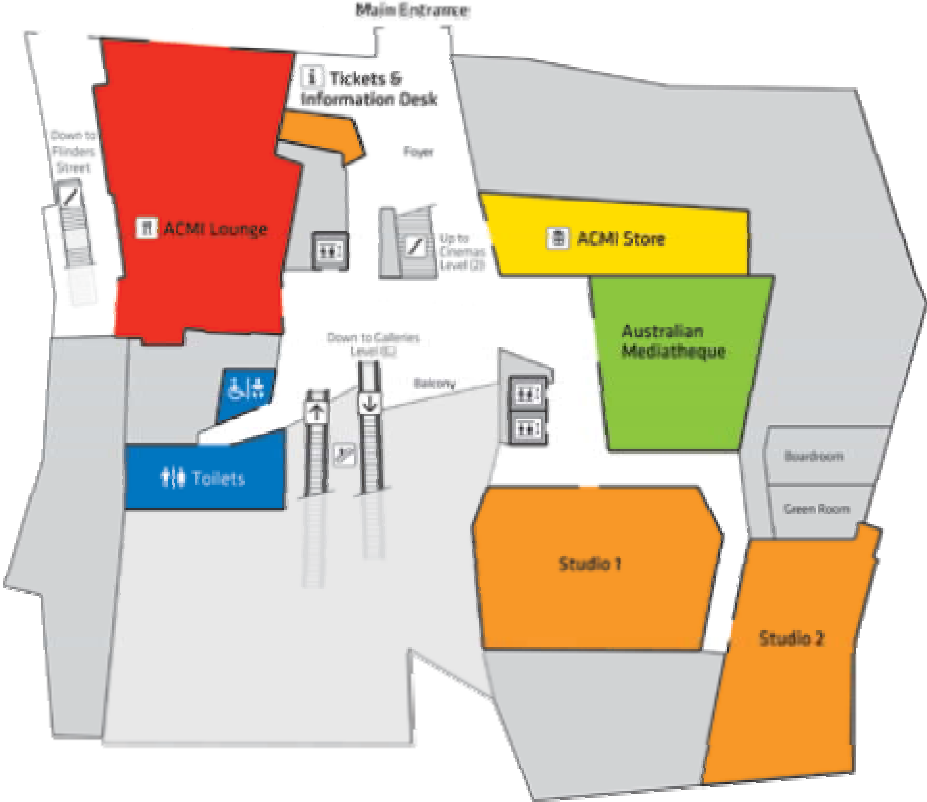 Main Entrance
Tickets &
Information Desk
Down to
Flinders
Street
Foyer
ACMI Lounge
Up to
Cinemas
Level (2)
ACMI Store
Australian
Mediatheque
Down to Galleries
Balcony
Toilets
Boardroom
Green Room
Studio 1
Studio 2